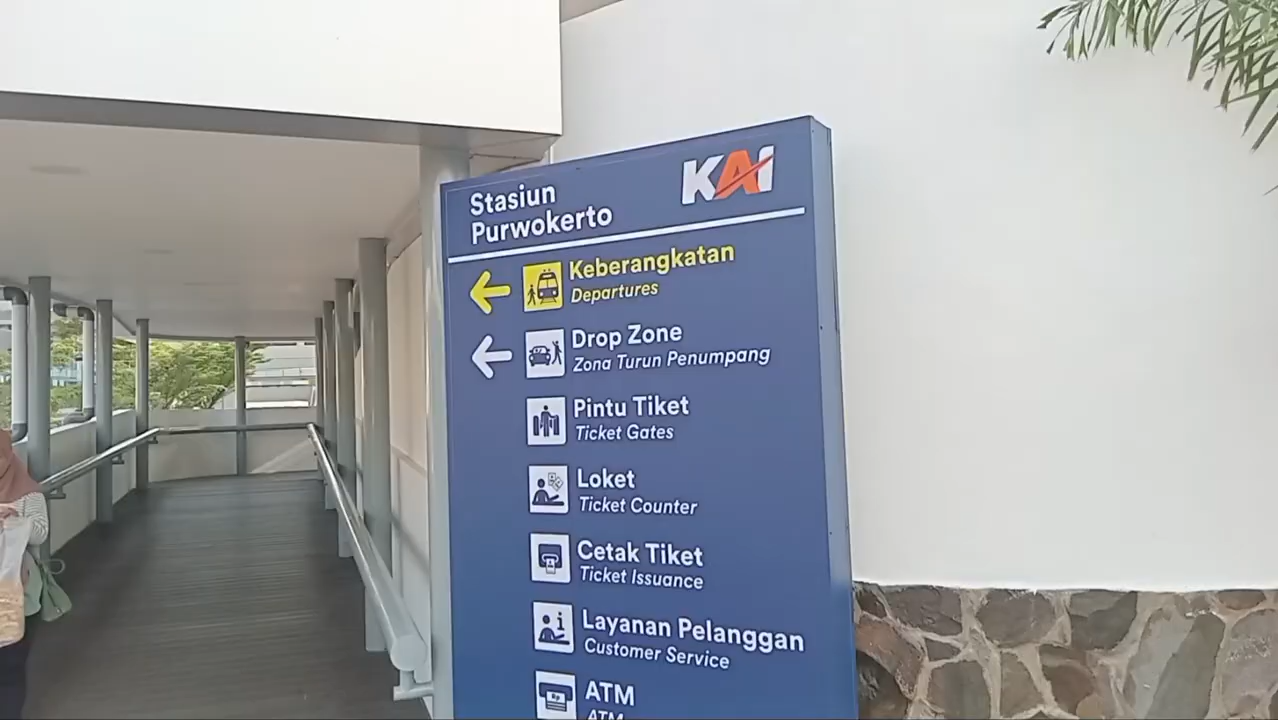 Stasiun
Purwokerto
KAI
Keberangkatan
Departures
Drop Zone
Zona Turun Penumpang
Pintu Tiket
Ticket Gates
Loket
Ticket Counter
Cetak Tiket
Ticket Issuance
Layanan Pelanggan
Customer Service
ATM
ATM